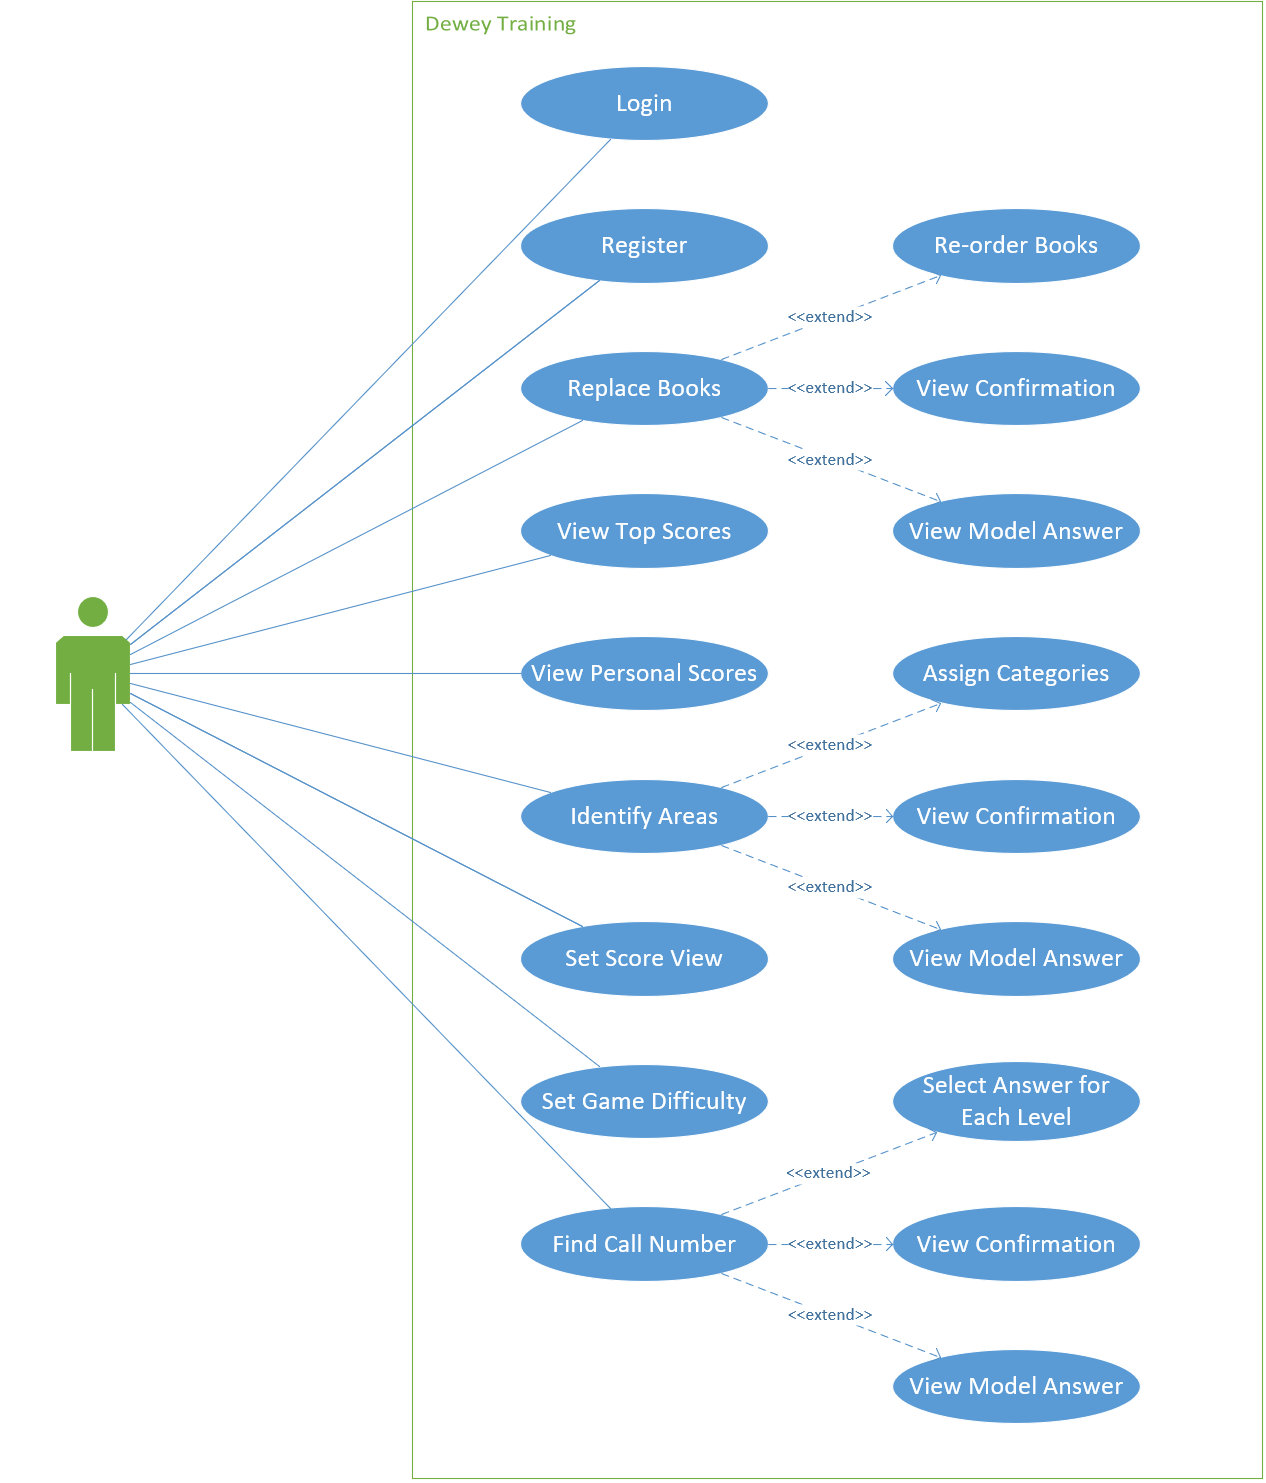 Dewey Training
Login
Register
Re-order Books
<<extend>>
Replace Books
<<extend>>
View Confirmation
<<extend>>
View Top Scores
View Model Answer
View Personal Scores
Assign Categories
<<extend>>
Identify Areas
<<extend>>
View Confirmation
<<extend>>
Set Score View
View Model Answer
Set Game Difficulty
Select Answer for
Each Level
<<extend>>
Find Call Number
<<extend>>
View Confirmation
<<extend>>
View Model Answer